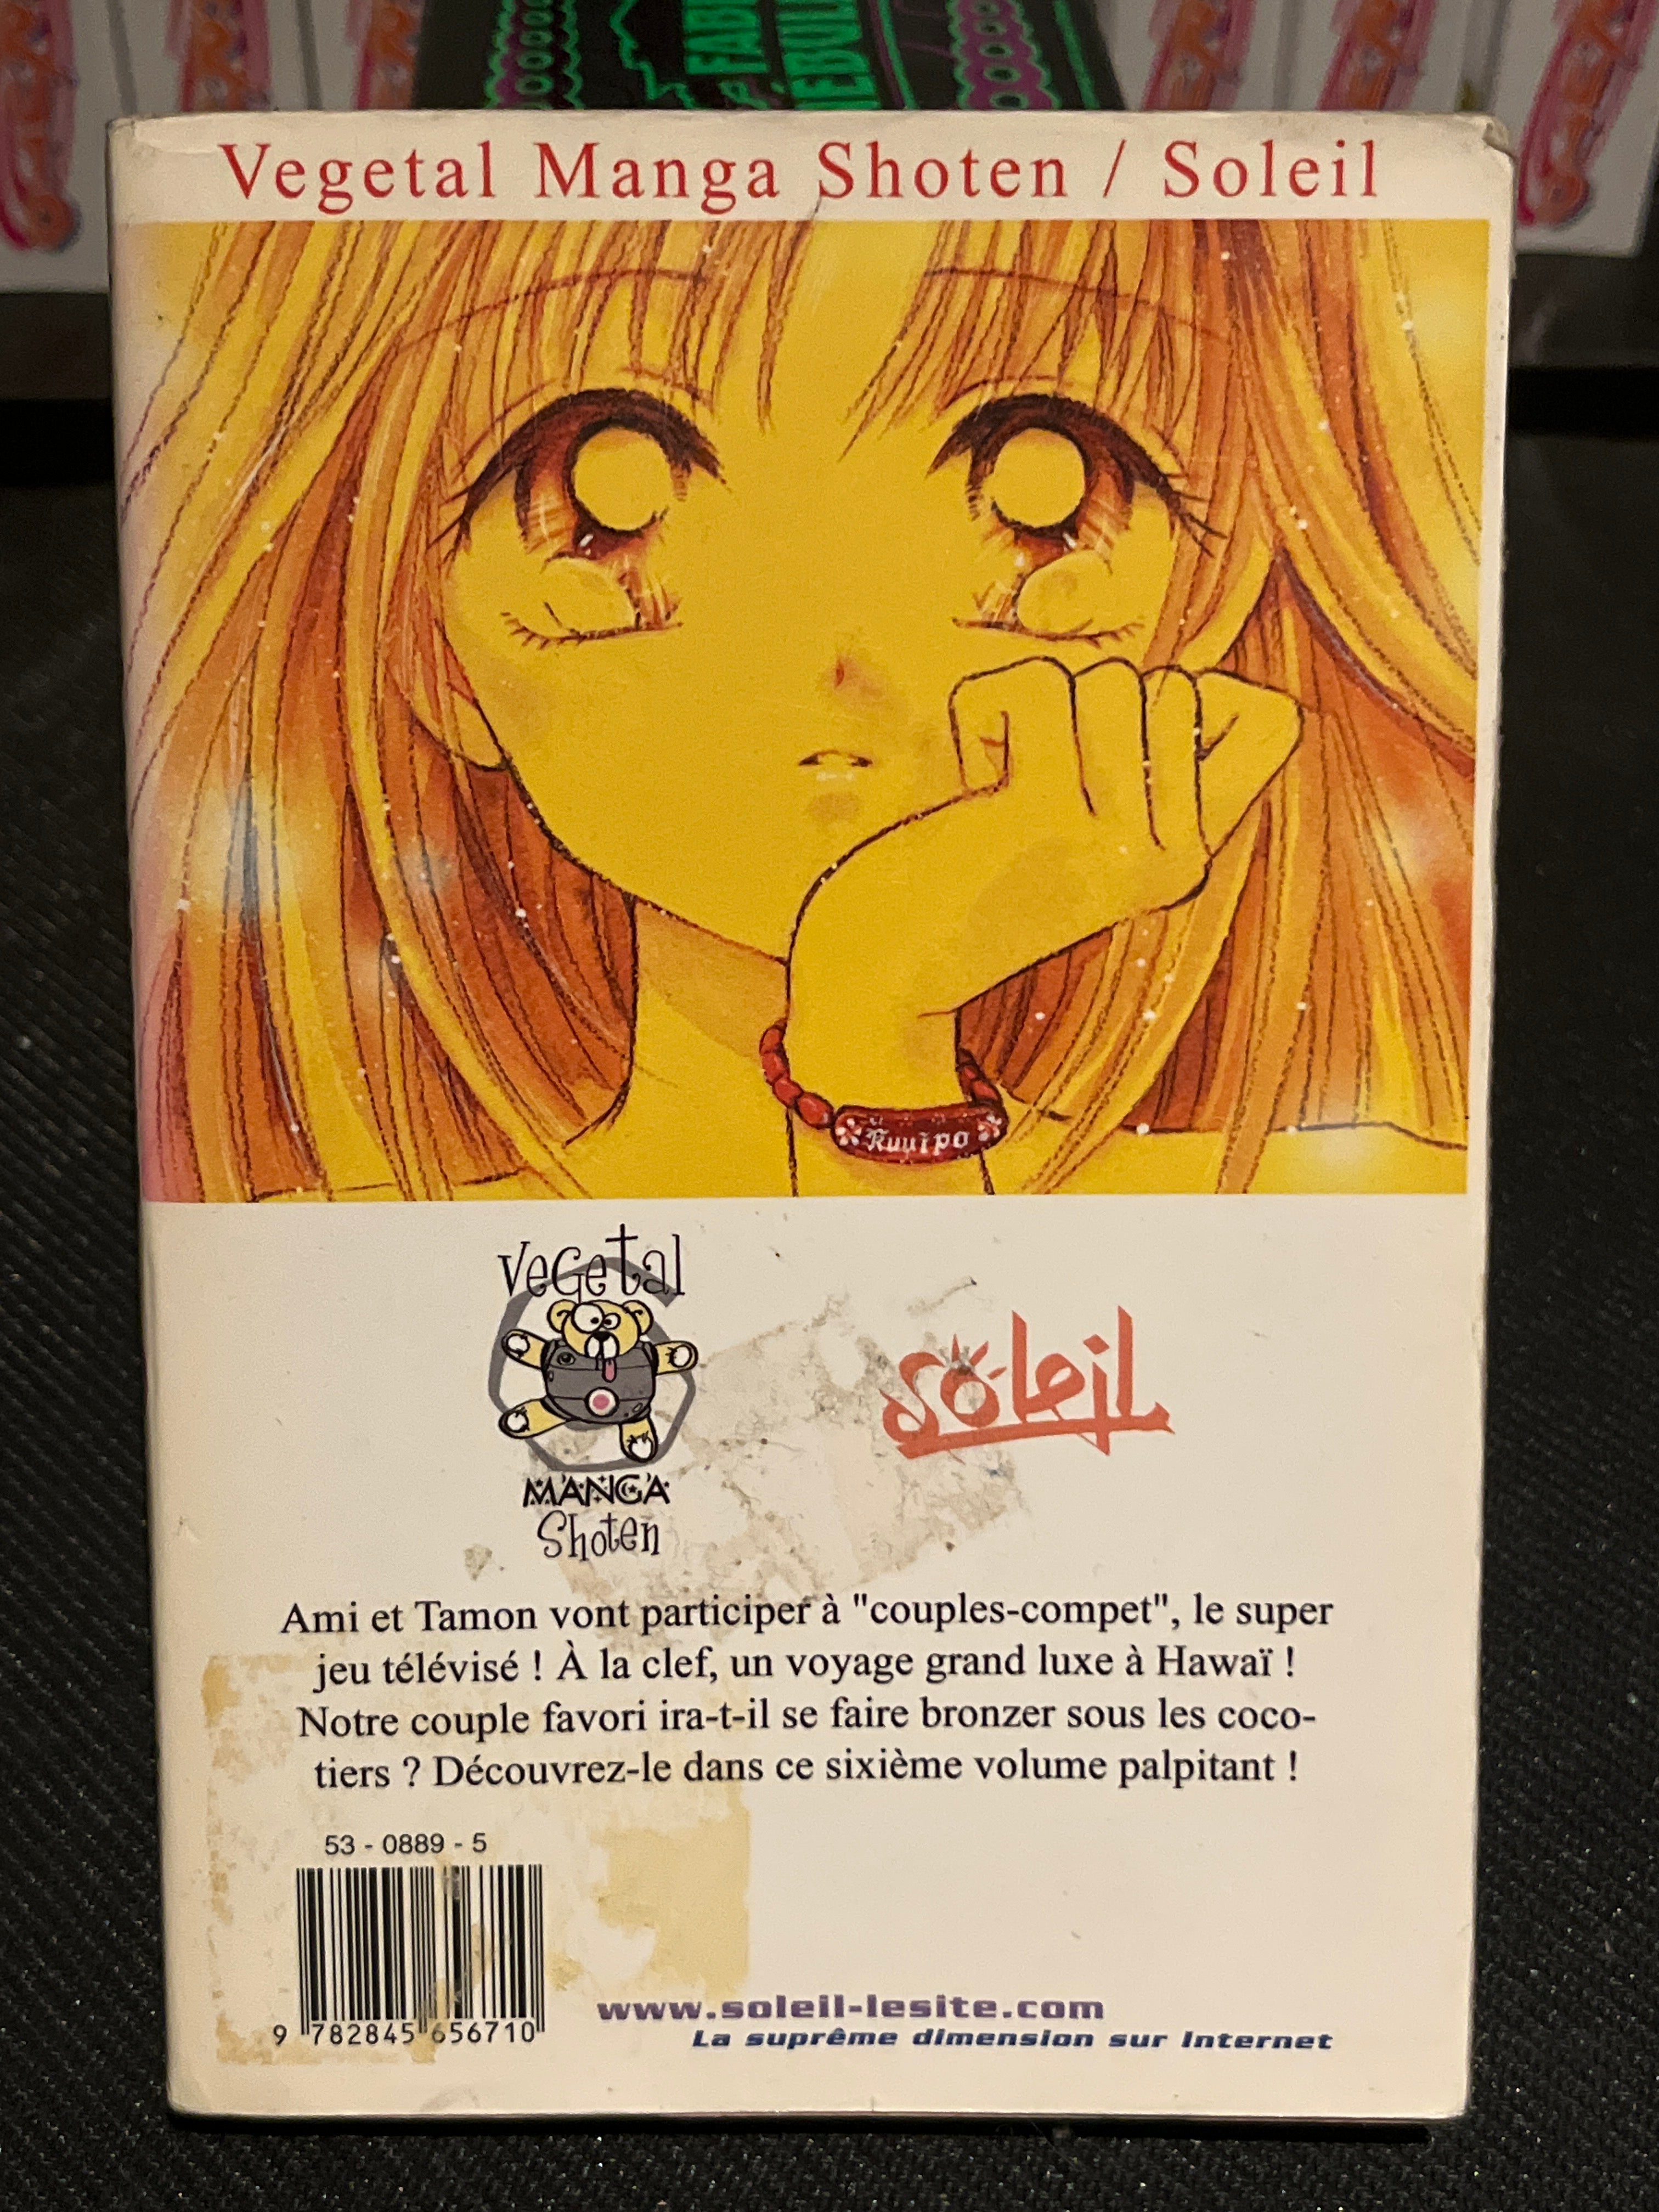 FABU
NEBUL
Vegetal Manga Shoten / Soleil
Kuuipo
Vegetal
MANGA
Shoten
soleil
Ami et Tamon vont participer à "couples-compet", le super
jeu télévisé ! À la clef, un voyage grand luxe à Hawaï !
Notre couple favori ira-t-il se faire bronzer sous les coco-
tiers ? Découvrez-le dans ce sixième volume palpitant !
53 - 0889 - 5
9 782845 656710
www.soleil-lesite.com
La suprême dimension sur Internet